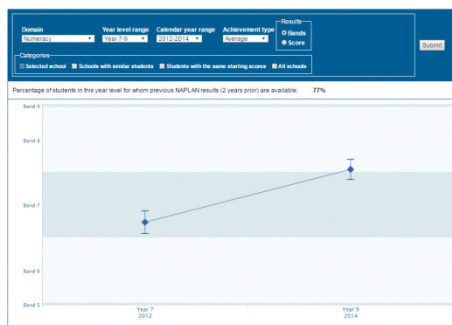 Results
Domain Year level range Calendar year range Achievement type
Numeracy Year 7-9 2012-2014 Average
Bands
Score
Submit
Categories
Selected school Schools with similar students Students with the same starting scores All schools
Percentage of students in this year level for whom previous NAPLAN results (2 years prior) are available: 77%
Band 9
Band 8
Band 7
Band 6
Band 5
Year 7 Year 9
2012 2014